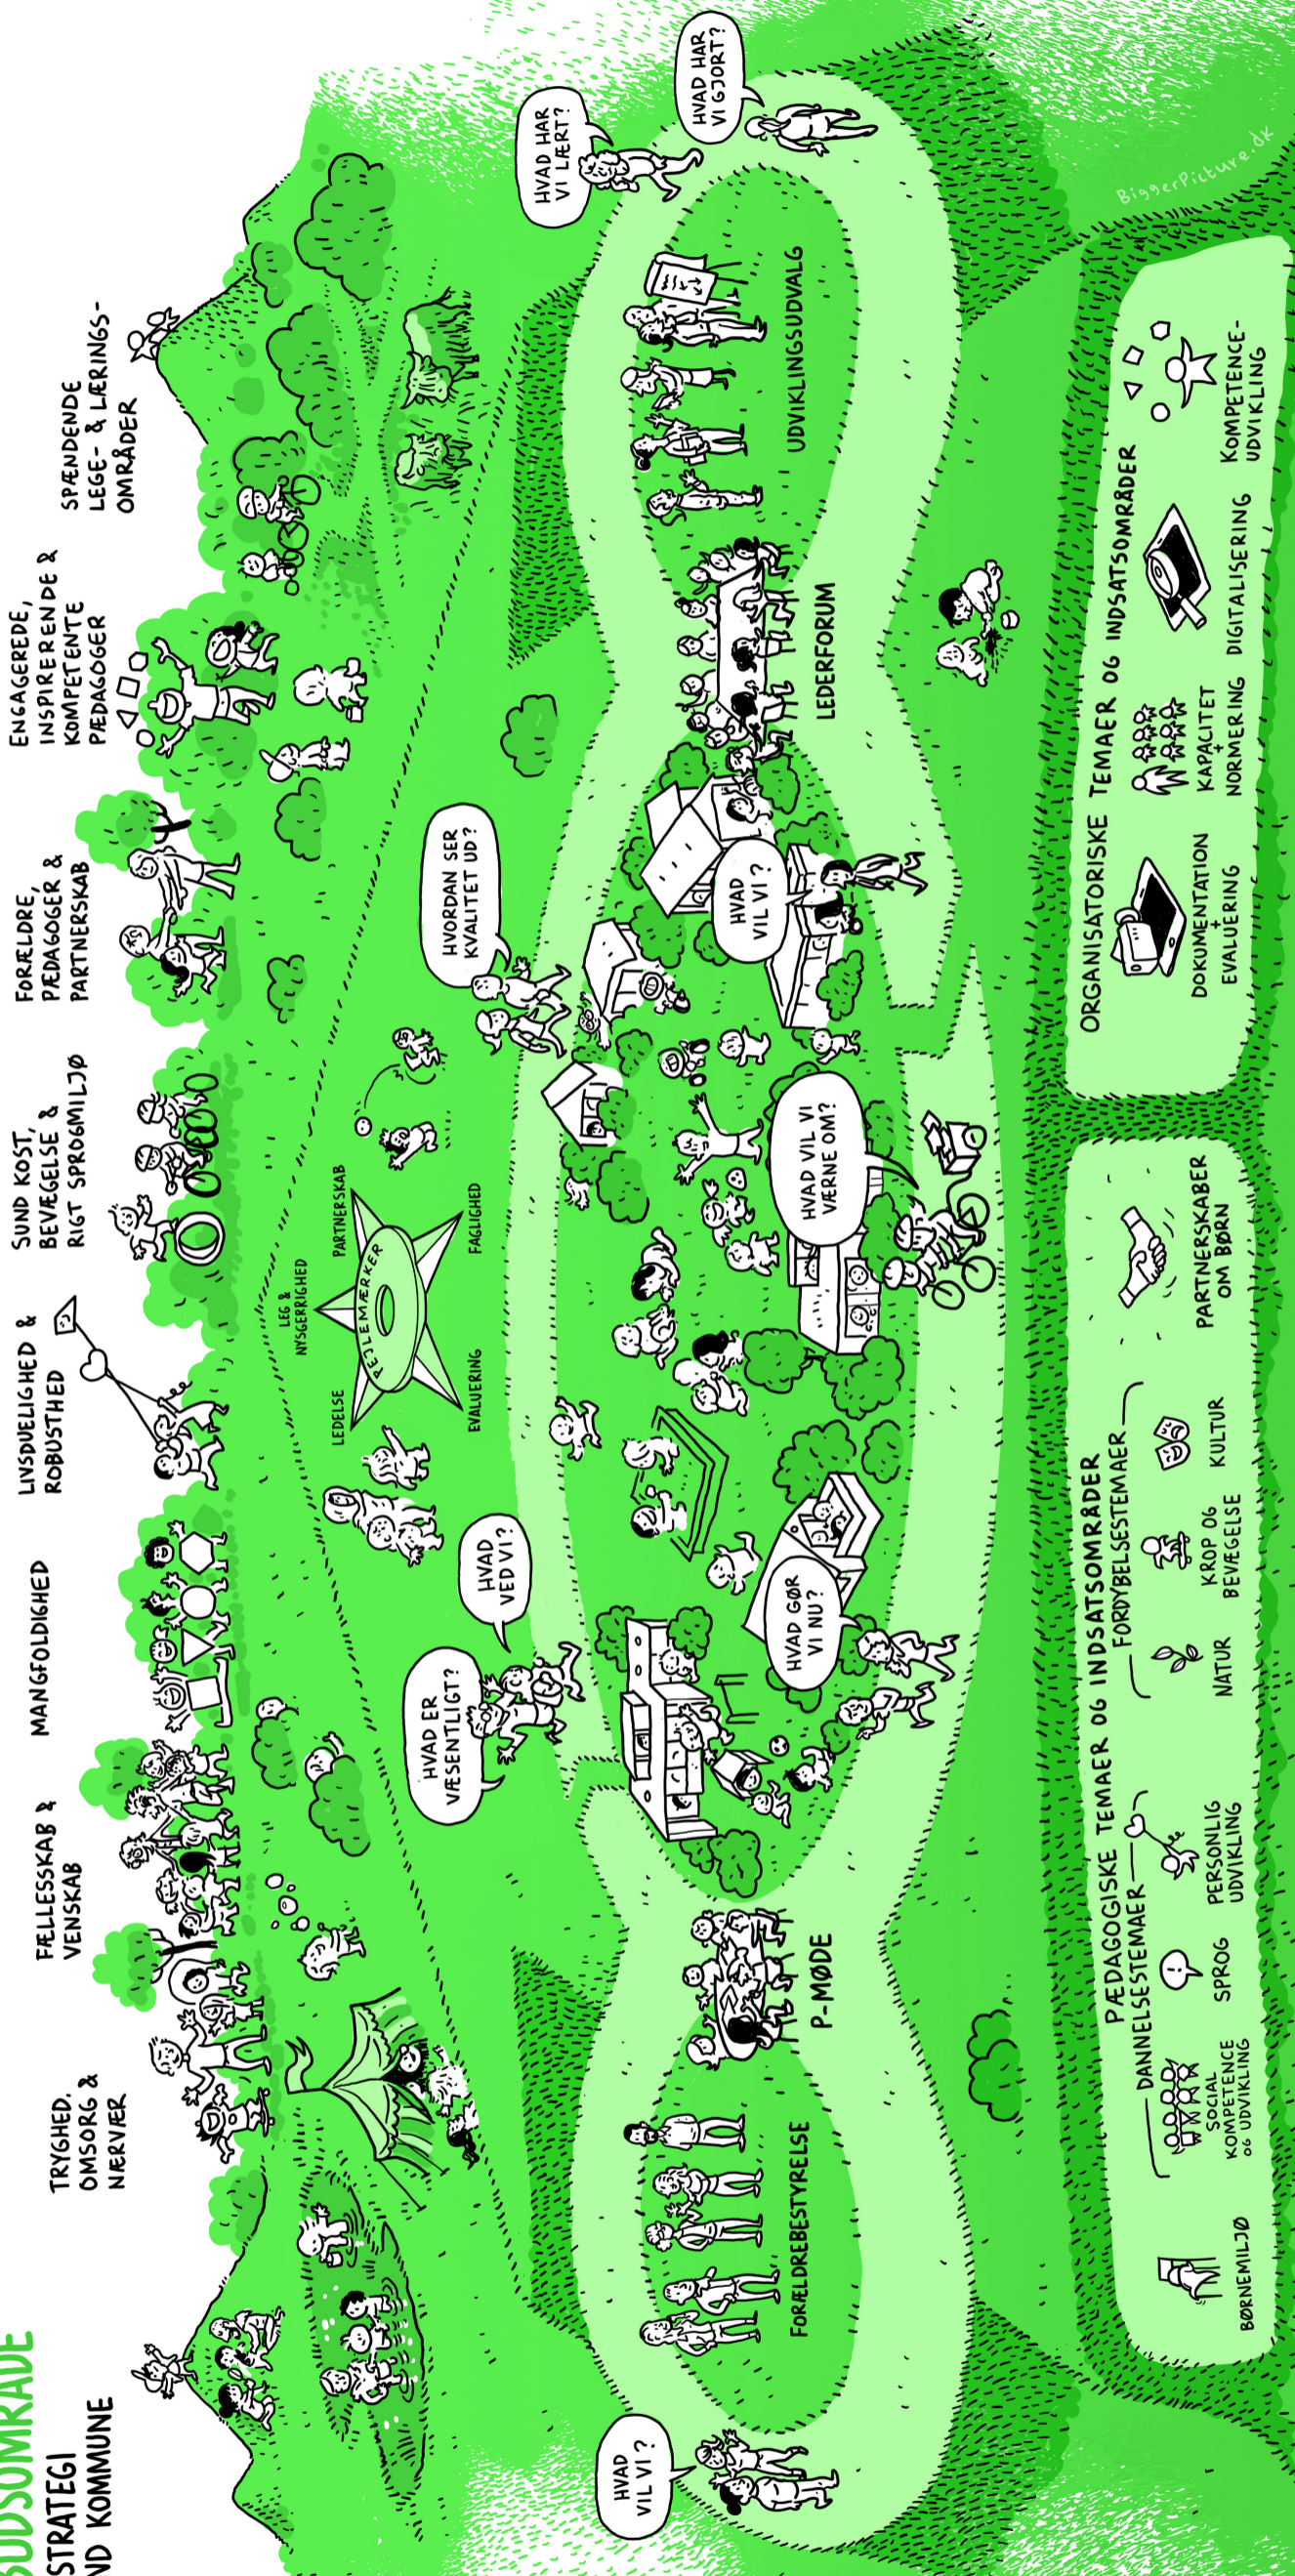 STRATEGI
ND KOMMUNE
TRYGHED,
OMSORG &
NÆRVÆR
FÆLLESSKAB &
VENSKAB
MANGFOLDIGHED
LIVSDUELIGHED &
ROBUSTHED
SUND KOST,
BEVÆGELSE &
RIGT SPROGMILJØ
FORÆLDRE,
PÆDAGOGER &
PARTNERSKAB
ENGAGEREDE,
INSPIRERENDE &
KOMPETENTE
PÆDAGOGER
SPÆNDENDE
LEGE- & LÆRINGS-
OMRÅDER
LEDELSE
LEG &
NYSGERRIGHED
PARTNERSKAB
PEJLEMÆRKER
EVALUERING
FAGLIGHED
HVAD
VIL VI?
HVAD ER
VÆSENTLIGT?
HVAD
VED VI?
HVORDAN SER
KVALITET UD?
HVAD HAR
VI LÆRT?
HVAD HAR
VI GJORT?
HVAD GØR
VI NU?
HVAD VIL VI
VÆRNE OM?
HVAD
VIL VI?
FORÆLDREBESTYRELSE
P-MØDE
LEDERFORUM
UDVIKLINGSUDVALG
PÆDAGOGISKE TEMAER OG INDSATSOMRÅDER
DANNELSESTEMAER
FORDYBELSESTEMAER
BØRNEMILJØ
SOCIAL
KOMPETENCE
OG UDVIKLING
SPROG
PERSONLIG
UDVIKLING
NATUR
KROP OG
BEVÆGELSE
KULTUR
PARTNERSKABER
OM BØRN
ORGANISATORISKE TEMAER OG INDSATSOMRÅDER
DOKUMENTATION
+
EVALUERING
KAPACITET
+
NORMERING
DIGITALISERING
KOMPETENCE-
UDVIKLING
BiggerPicture.dk